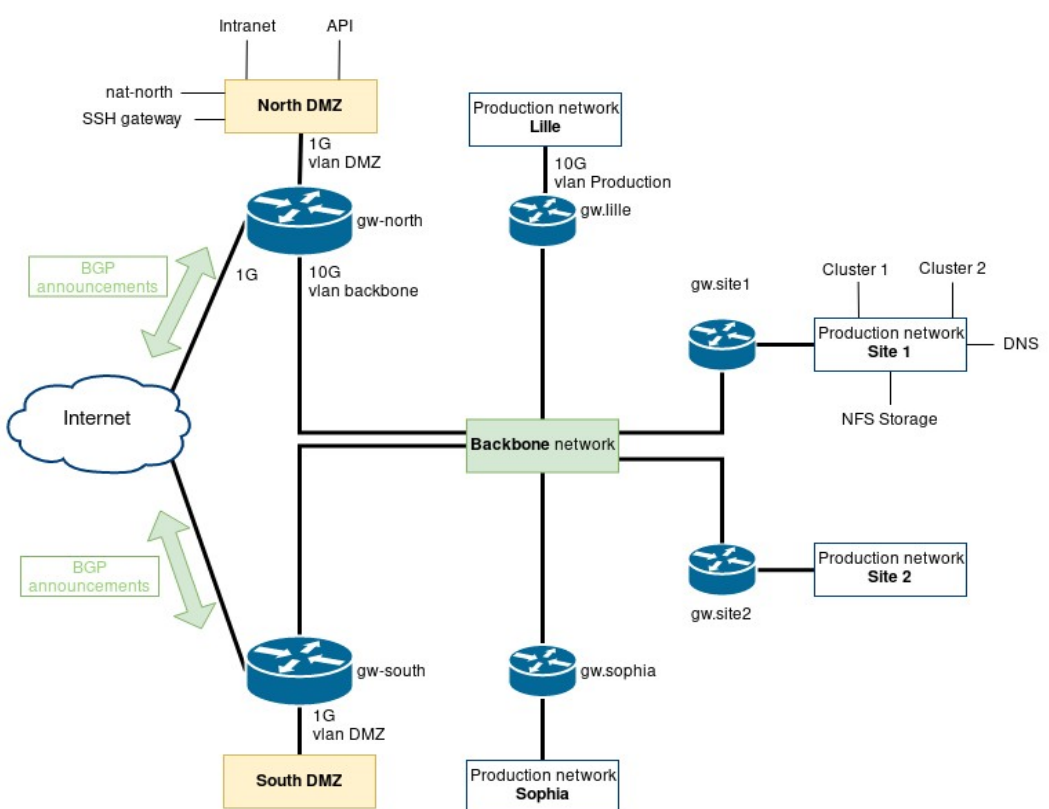 Intranet
API
nat-north
SSH gateway
North DMZ
1G
vlan DMZ
gw-north
1G
10G
vlan backbone
BGP
announcements
Internet
BGP
announcements
gw-south
1G
vlan DMZ
South DMZ
Production network
Lille
10G
vlan Production
gw.lille
Backbone network
gw.sophia
Production network
Sophia
gw.site1
Cluster 1
Cluster 2
Production network
Site 1
DNS
NFS Storage
Production network
Site 2
gw.site2